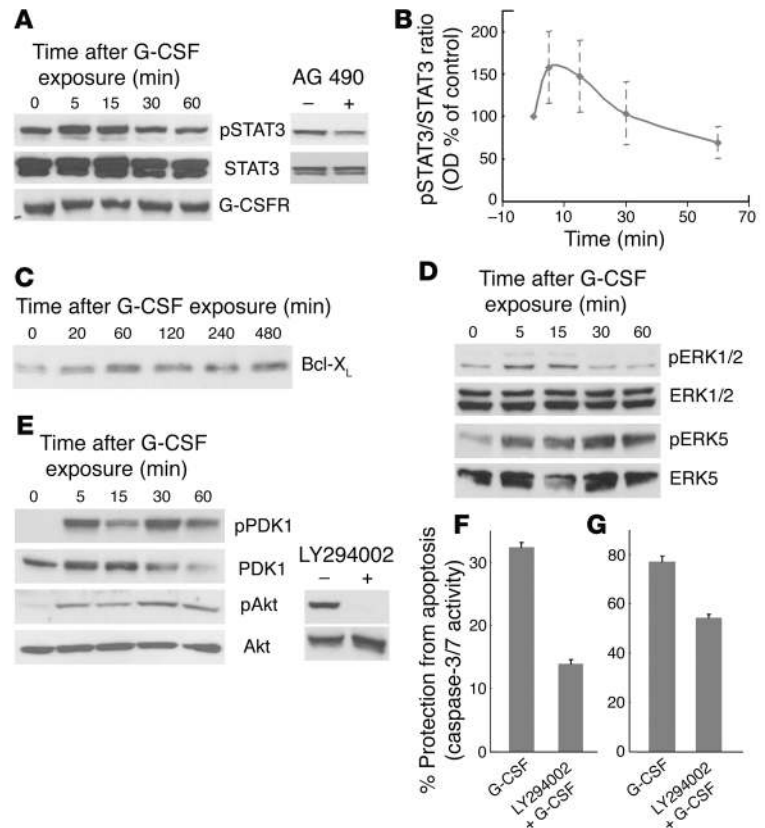 A
Time after G-CSF
exposure (min)
0 5 15 30 60
pSTAT3
STAT3
G-CSFR
AG 490
– +
B
pSTAT3/STAT3 ratio
(OD % of control)
200
150
100
50
0
–10 10 30 50 70
Time (min)
C
Time after G-CSF exposure (min)
0 20 60 120 240 480
Bcl-XL
D
Time after G-CSF
exposure (min)
0 5 15 30 60
pERK1/2
ERK1/2
pERK5
ERK5
E
Time after G-CSF
exposure (min)
0 5 15 30 60
pPDK1
PDK1
pAkt
Akt
LY294002
– +
F
% Protection from apoptosis
(caspase-3/7 activity)
30
20
10
0
G-CSF
LY294002
+ G-CSF
G
80
60
40
20
0
G-CSF
LY294002
+ G-CSF